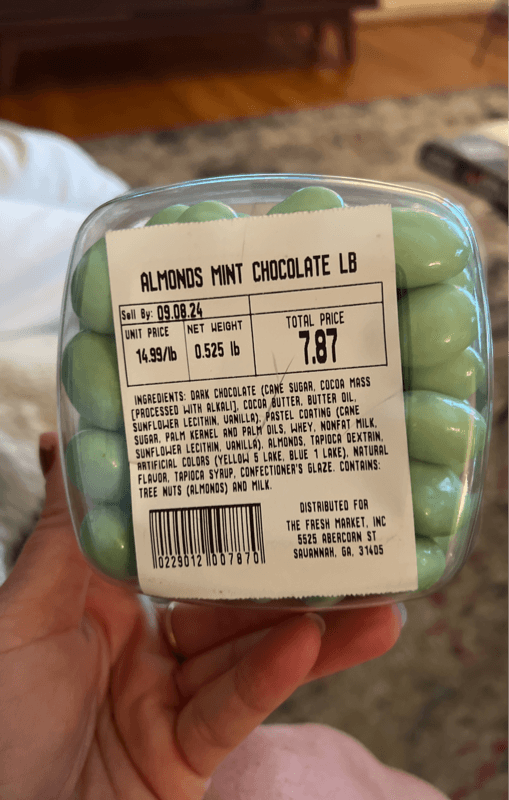 ALMONDS MINT CHOCOLATE LB
Sell By: 09.08.24
UNIT PRICE NET WEIGHT TOTAL PRICE
14.99/lb 0.525 lb 7.87
INGREDIENTS: DARK CHOCOLATE (CANE SUGAR, COCOA MASS
[PROCESSED WITH ALKALI], COCOA BUTTER, BUTTER OIL,
SUNFLOWER LECITHIN, VANILLA), PASTEL COATING (CANE
SUGAR, PALM KERNEL AND PALM OILS, WHEY, NONFAT MILK,
SUNFLOWER LECITHIN, VANILLA), ALMONDS, TAPIOCA DEXTRIN,
ARTIFICIAL COLORS (YELLOW 5 LAKE, BLUE 1 LAKE), NATURAL
FLAVOR, TAPIOCA SYRUP, CONFECTIONER'S GLAZE. CONTAINS:
TREE NUTS (ALMONDS) AND MILK.
0229012 007870
DISTRIBUTED FOR
THE FRESH MARKET, INC
5525 ABERCORN ST
SAVANNAH, GA, 31405